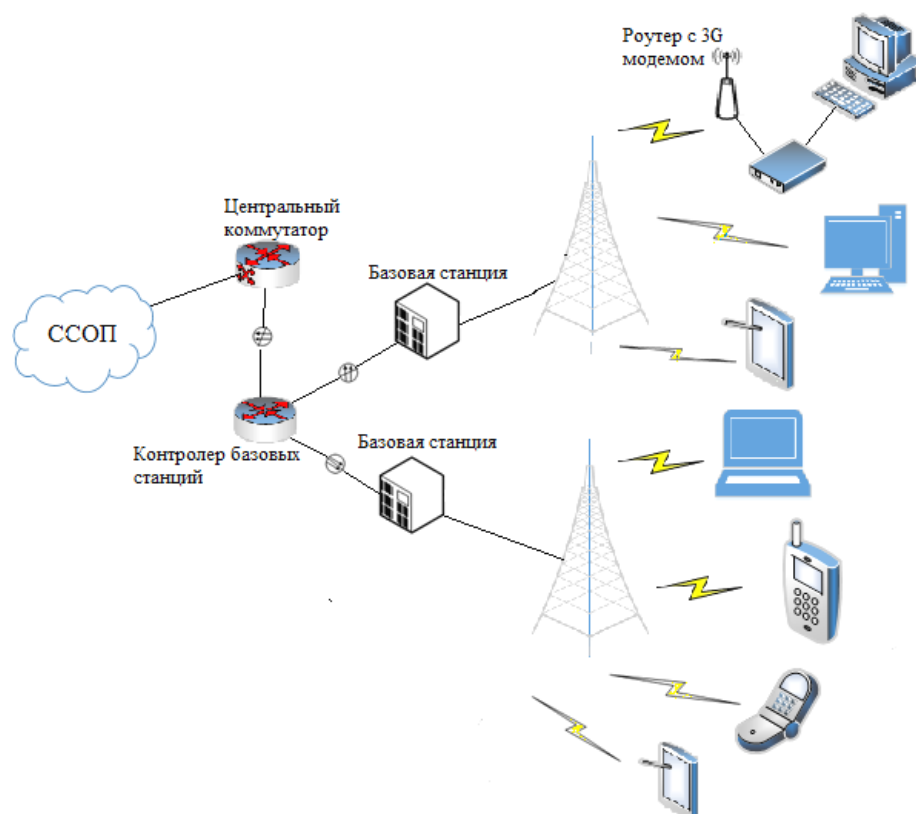 Роутер с 3G
модемом
Центральный
коммутатор
Базовая станция
ССОП
Базовая станция
Контролер базовых
станций